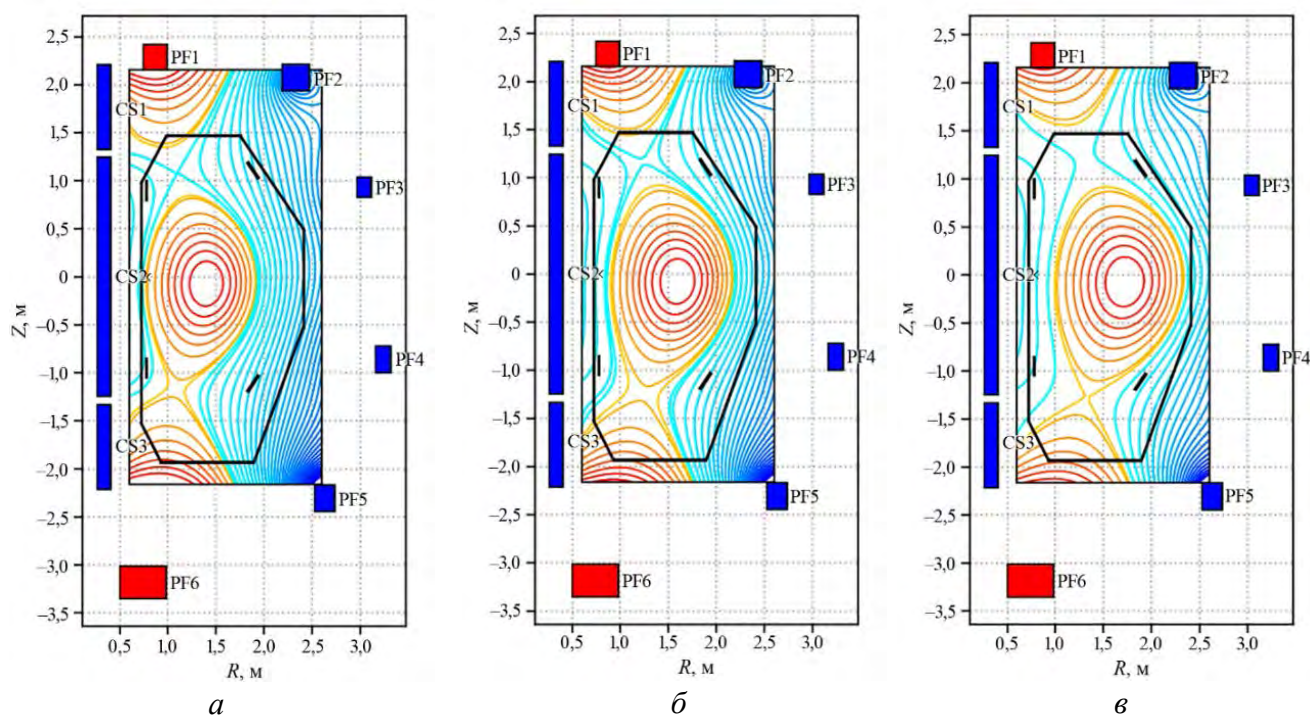 2,5
2,0
1,5
1,0
0,5
0
–0,5
–1,0
–1,5
–2,0
–2,5
–3,0
–3,5
Z, м
PF1
PF2
CS1
PF3
CS2
PF4
CS3
PF5
PF6
0,5 1,0 1,5 2,0 2,5 3,0
R, м
а
2,5
2,0
1,5
1,0
0,5
0
–0,5
–1,0
–1,5
–2,0
–2,5
–3,0
–3,5
Z, м
PF1
PF2
CS1
PF3
CS2
PF4
CS3
PF5
PF6
0,5 1,0 1,5 2,0 2,5 3,0
R, м
б
2,5
2,0
1,5
1,0
0,5
0
–0,5
–1,0
–1,5
–2,0
–2,5
–3,0
–3,5
Z, м
PF1
PF2
CS1
PF3
CS2
PF4
CS3
PF5
PF6
0,5 1,0 1,5 2,0 2,5 3,0
R, м
в